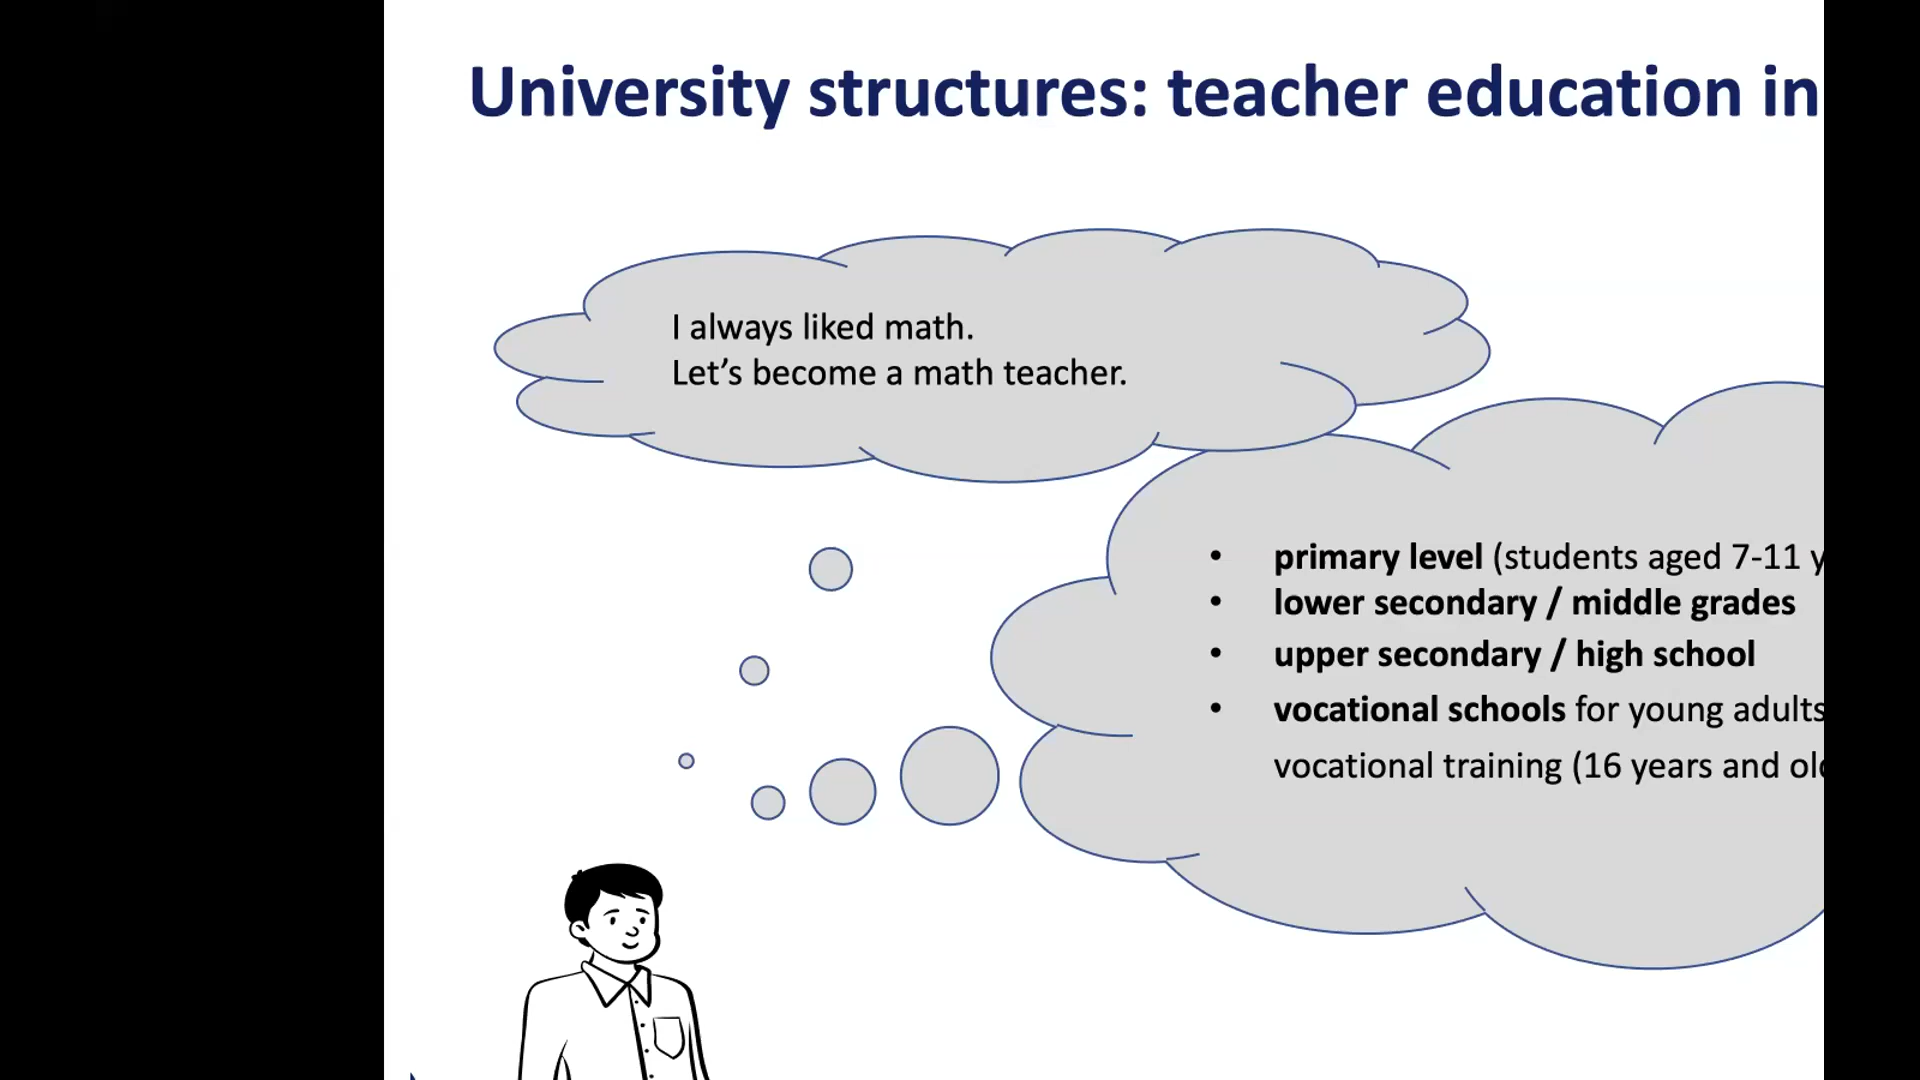 University structures: teacher education in
I always liked math.
Let’s become a math teacher.
• primary level (students aged 7-11 y
• lower secondary / middle grades
• upper secondary / high school
• vocational schools for young adults
vocational training (16 years and old